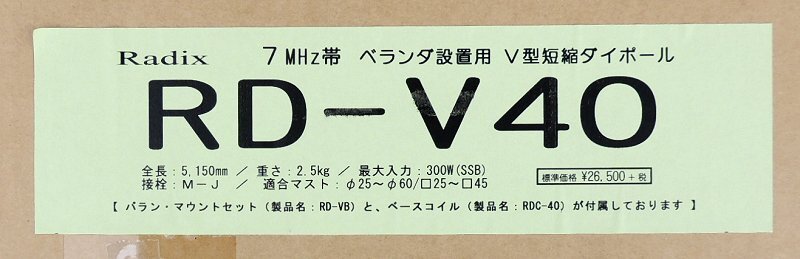 Radix 7MHz帯 ベランダ設置用 V型短縮ダイポール
RD-V40
全長：5,150mm ／ 重さ：2.5kg ／ 最大入力：300W(SSB)
接栓：M-J ／ 適合マスト：φ25～φ60/□25～□45
標準価格 ¥26,500+税
【 バラン・マウントセット（製品名：RD-VB）と、ベースコイル（製品名：RDC-40）が付属しております 】